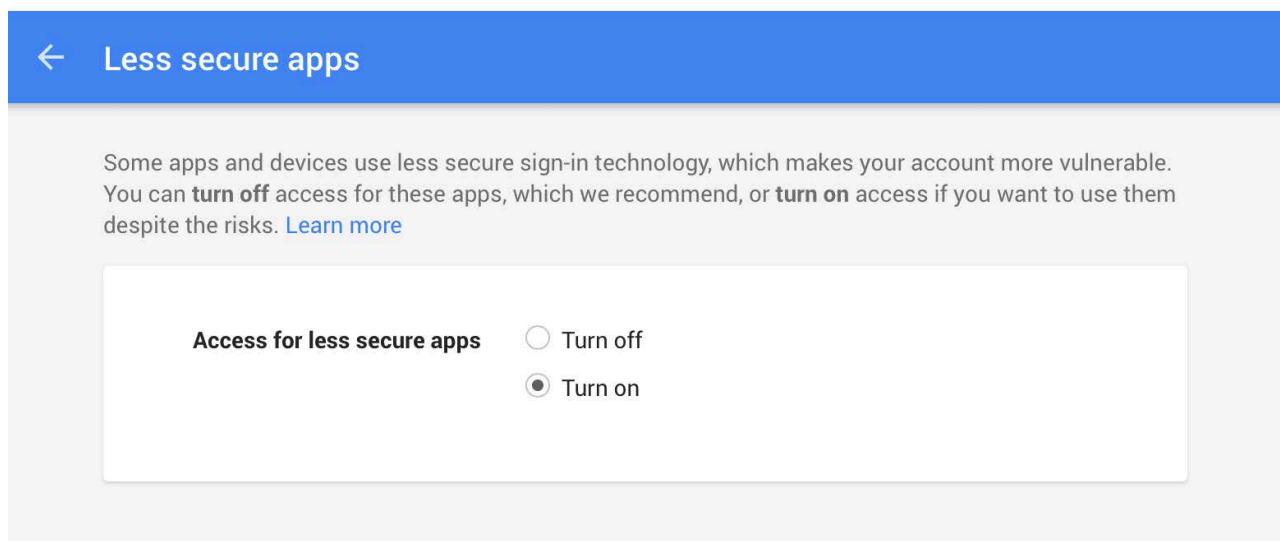 Less secure apps
Some apps and devices use less secure sign-in technology, which makes your account more vulnerable.
You can turn off access for these apps, which we recommend, or turn on access if you want to use them
despite the risks. Learn more
Access for less secure apps
Turn off
Turn on